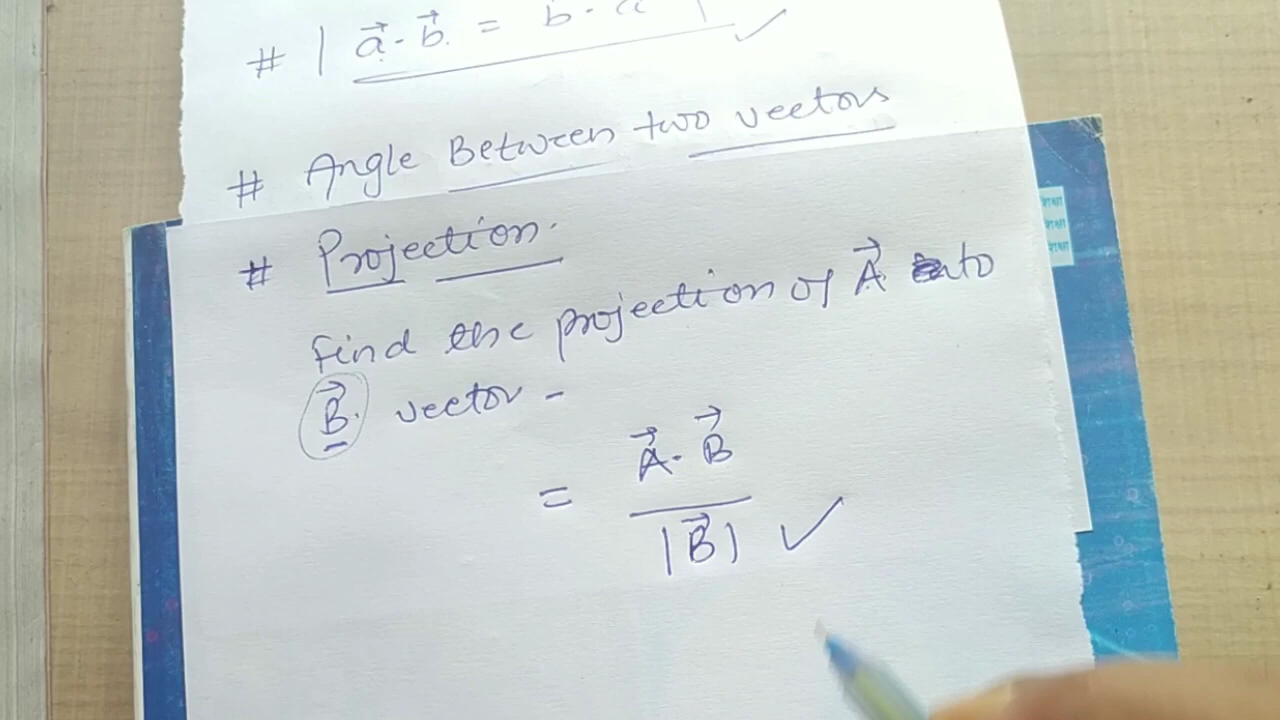 # | a⃗ · b⃗ = b · a |
# Angle Between two vectors
# Projection.
Find the projection of A⃗ onto
B⃗. vector -
= A⃗ · B⃗
|B⃗| ✓